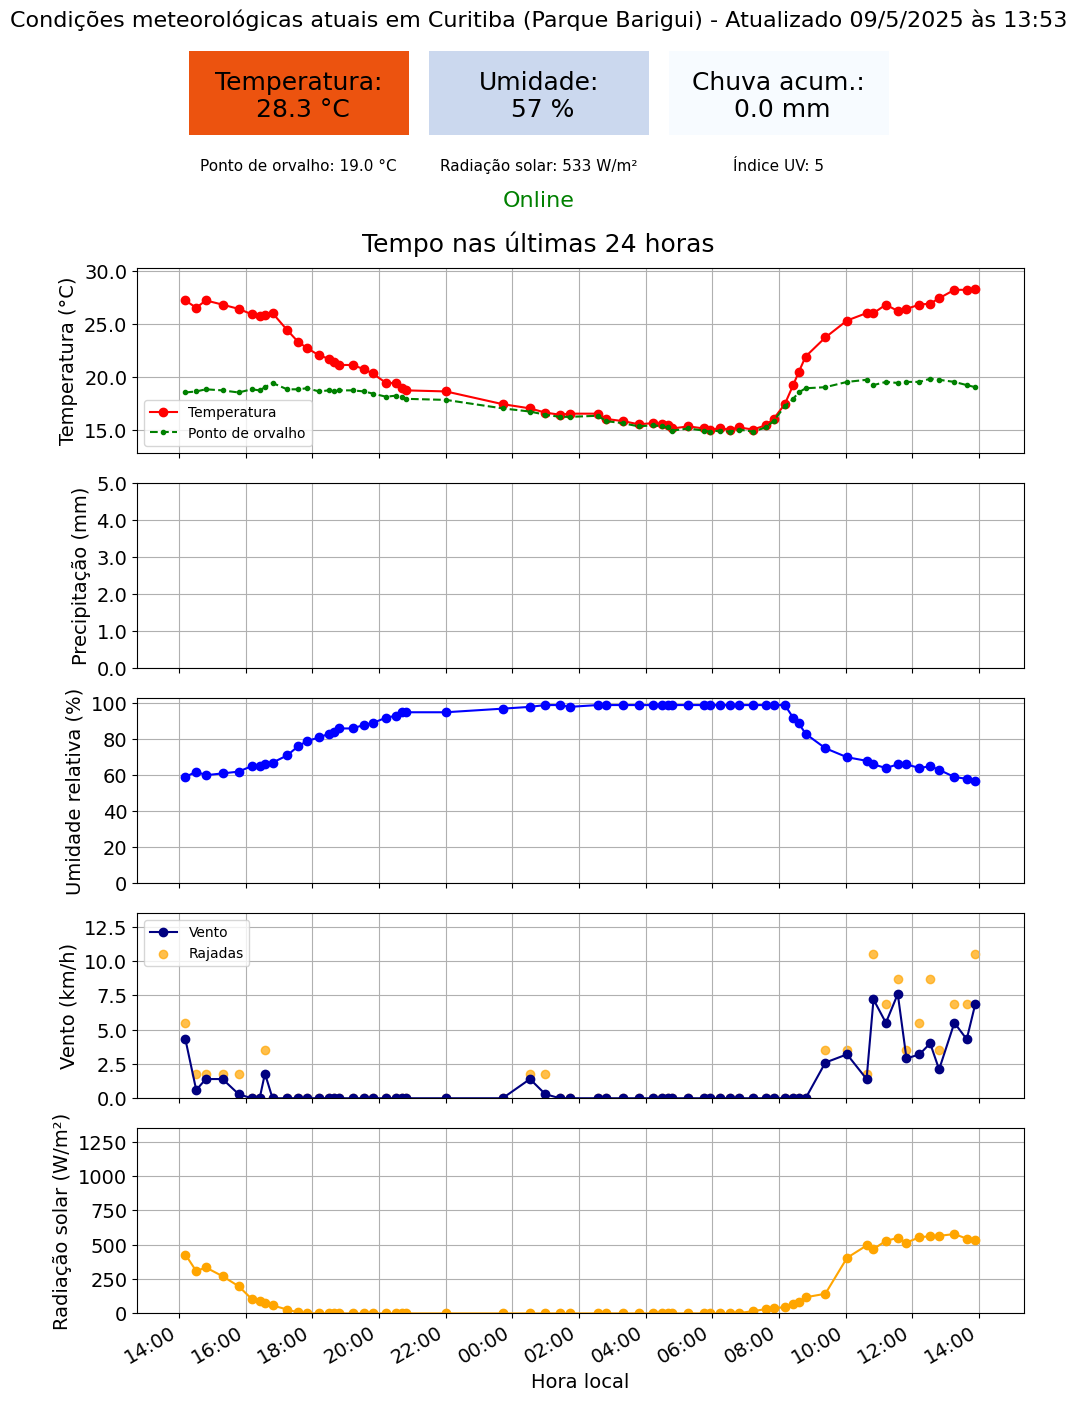 Condições meteorológicas atuais em Curitiba (Parque Barigui) - Atualizado 09/5/2025 às 13:53
Temperatura:
28.3 °C
Umidade:
57 %
Chuva acum.:
0.0 mm
Ponto de orvalho: 19.0 °C
Radiação solar: 533 W/m²
Índice UV: 5
Online
Tempo nas últimas 24 horas
Temperatura (°C)
30.0
25.0
20.0
15.0
Temperatura
Ponto de orvalho
Precipitação (mm)
5.0
4.0
3.0
2.0
1.0
0.0
Umidade relativa (%)
100
80
60
40
20
0
Vento (km/h)
12.5
10.0
7.5
5.0
2.5
0.0
Vento
Rajadas
Radiação solar (W/m²)
1250
1000
750
500
250
0
14:00
16:00
18:00
20:00
22:00
00:00
02:00
04:00
06:00
08:00
10:00
12:00
14:00
Hora local